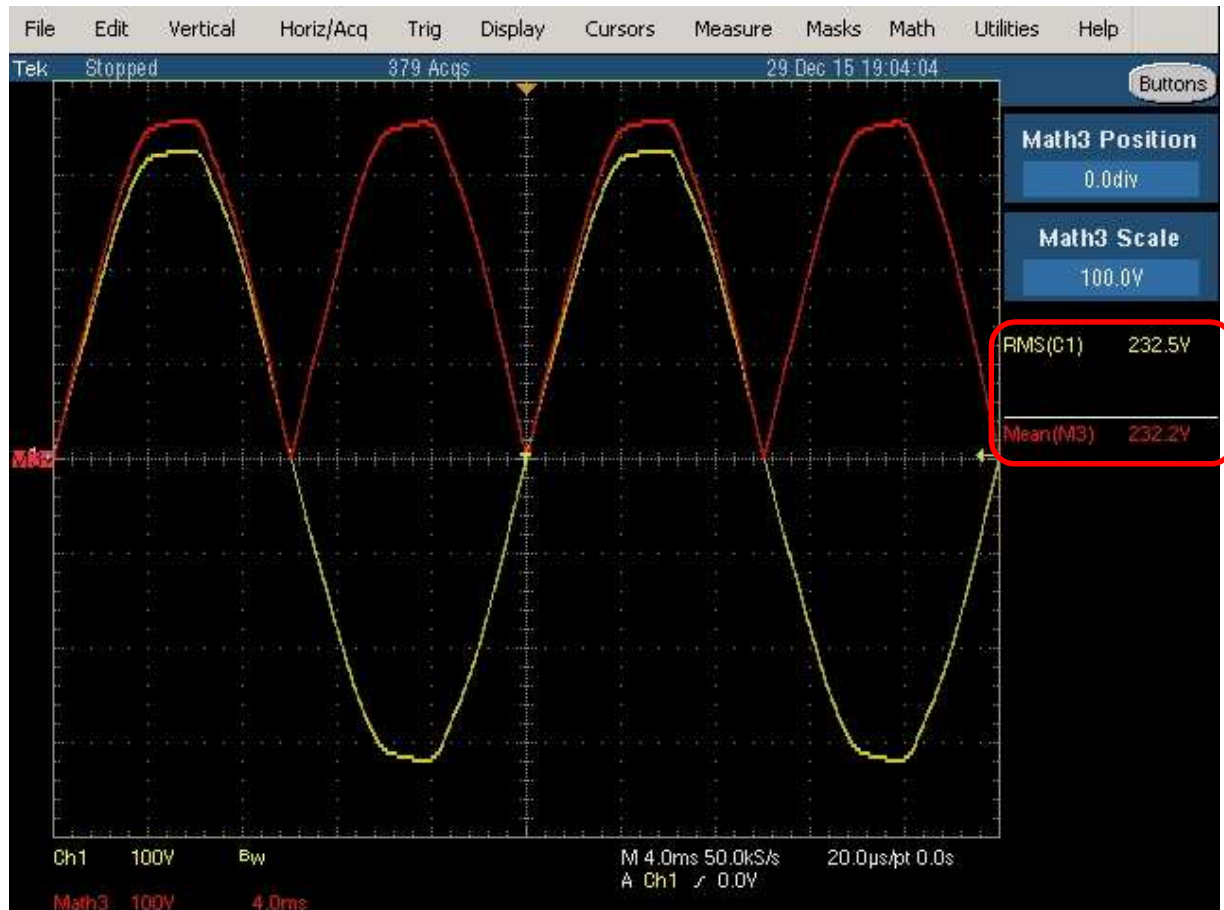 File Edit Vertical Horiz/Acq Trig Display Cursors Measure Masks Math Utilities Help
Tek Stopped 379 Acqs 29 Dec 15 19:04:04
Buttons
Math3 Position
0.0div
Math3 Scale
100.0V
RMS(C1) 232.5V
Mean(M3) 232.2V
M3
Ch1 100V Bw M 4.0ms 50.0kS/s 20.0µs/pt 0.0s
A Ch1 0.0V
Math3 100V 4.0ms